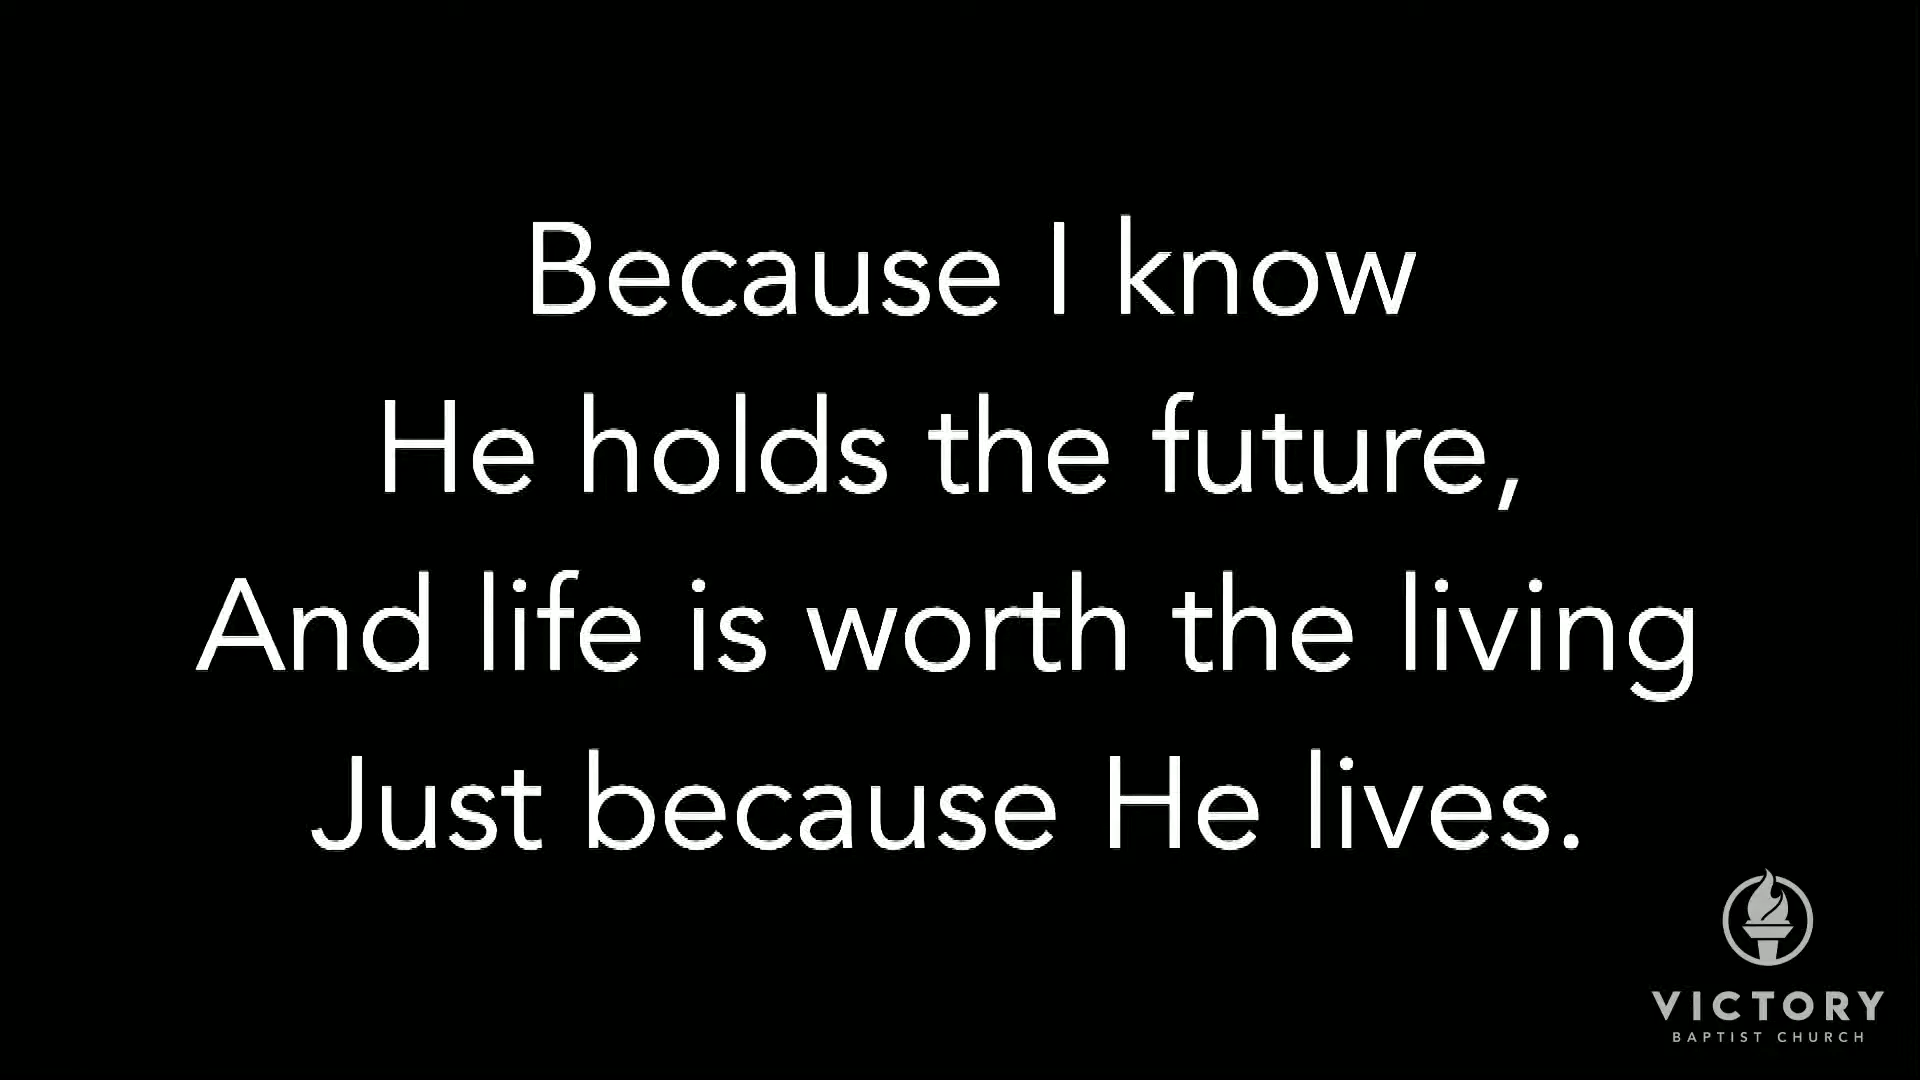 Because I know
He holds the future,
And life is worth the living
Just because He lives.
VICTORY
BAPTIST CHURCH